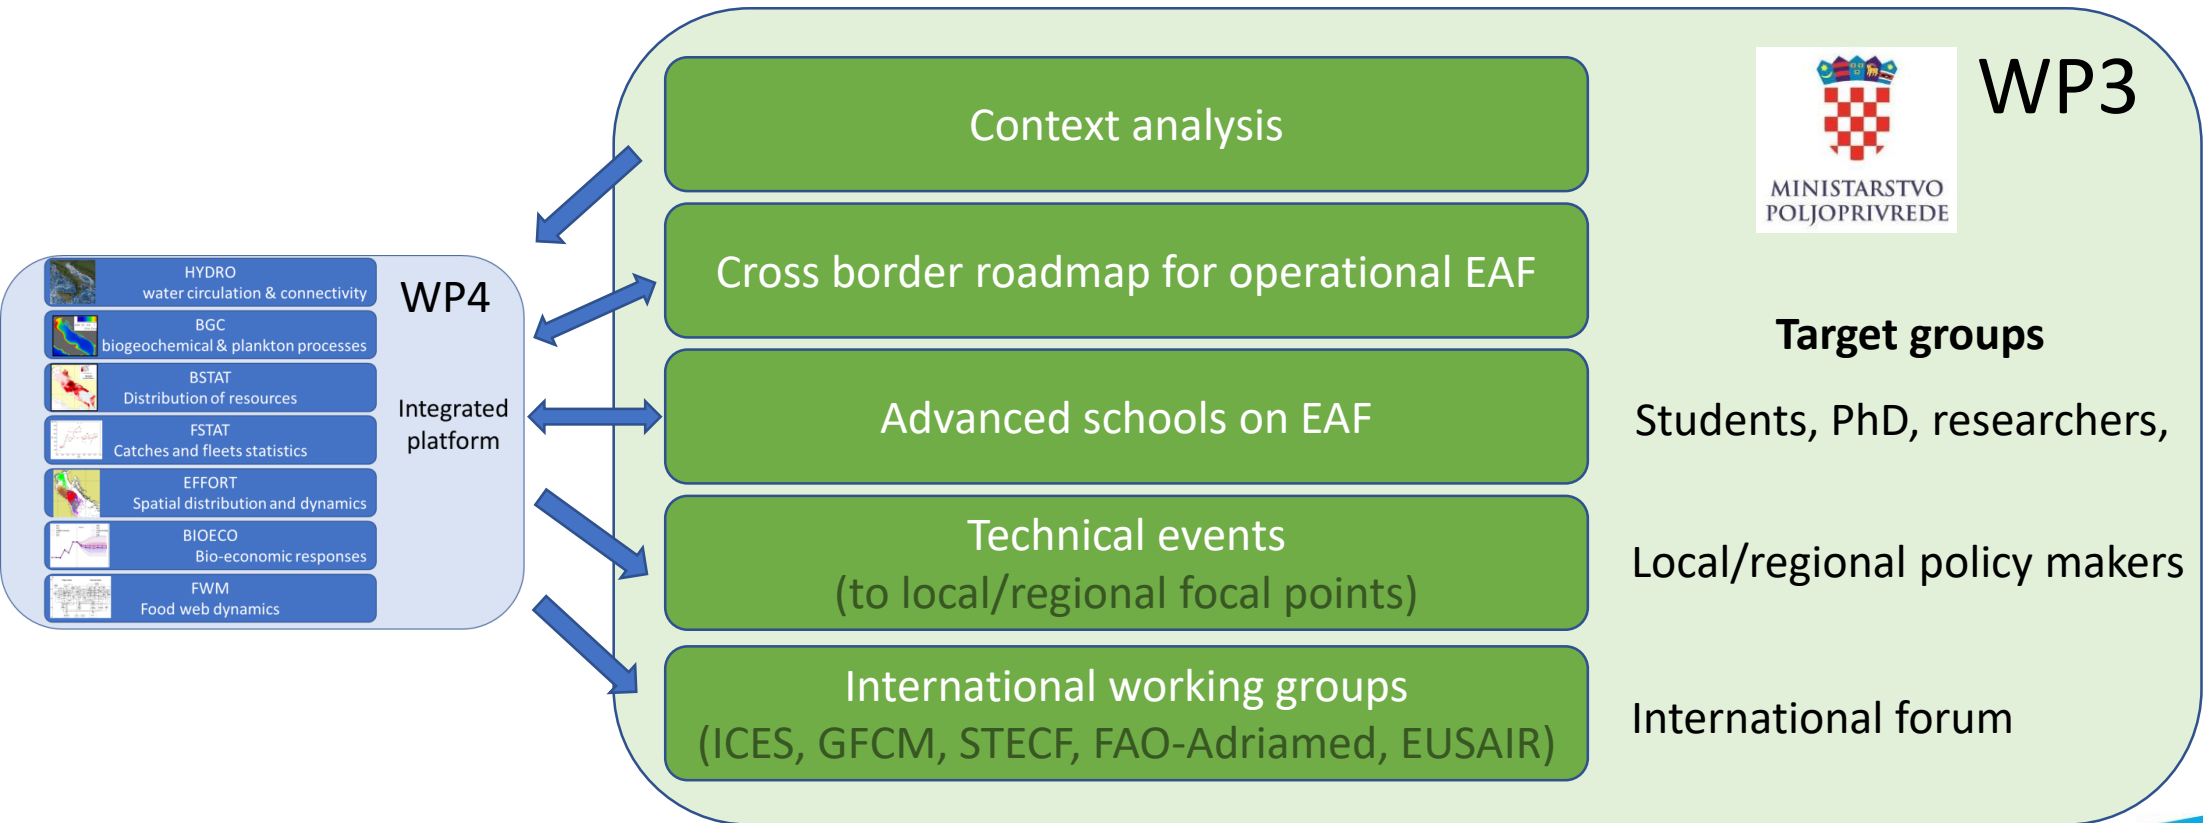 HYDRO
water circulation & connectivity
BGC
biogeochemical & plankton processes
BSTAT
Distribution of resources
FSTAT
Catches and fleets statistics
EFFORT
Spatial distribution and dynamics
BIOECO
Bio-economic responses
FWM
Food web dynamics
WP4
Integrated
platform
Context analysis
Cross border roadmap for operational EAF
Advanced schools on EAF
Technical events
(to local/regional focal points)
International working groups
(ICES, GFCM, STECF, FAO-Adriamed, EUSAIR)
MINISTARSTVO
POLJOPRIVREDE
WP3
Target groups
Students, PhD, researchers,
Local/regional policy makers
International forum